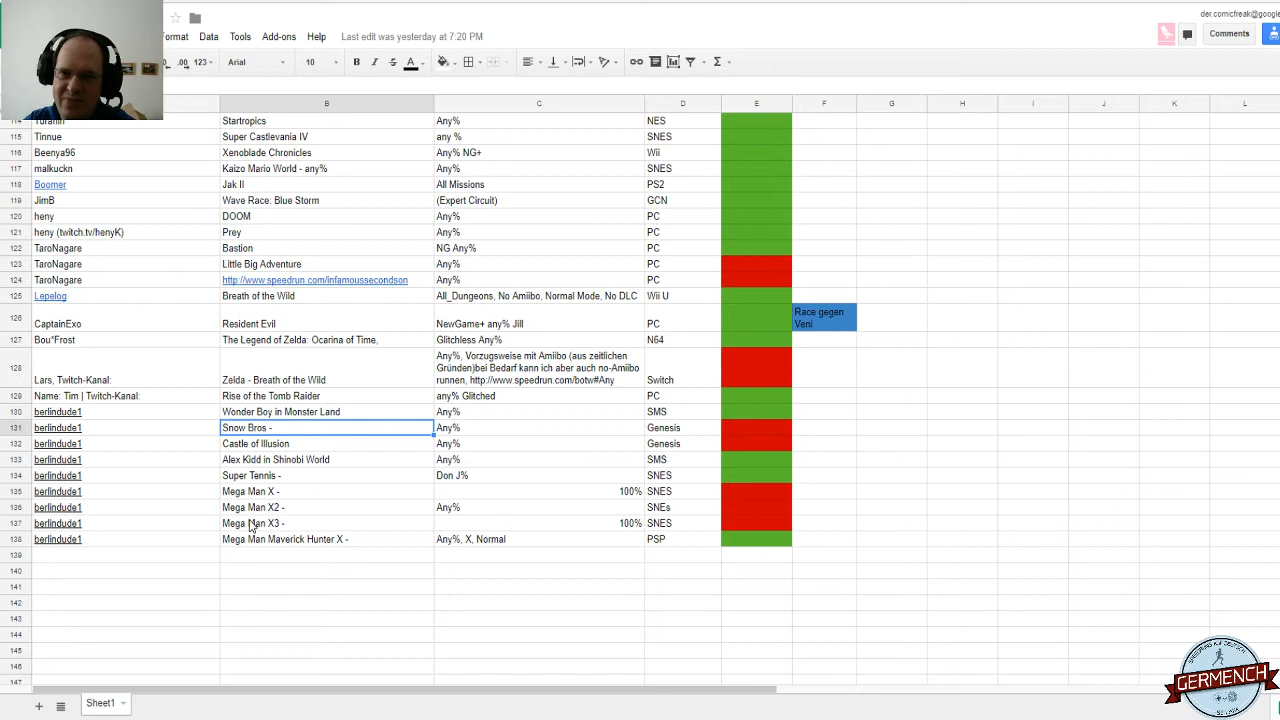 der.comicfreak@google
Format Data Tools Add-ons Help Last edit was yesterday at 7:20 PM
Comments
.00 123 Arial 10 B I A
B C D E F G H I J K L
114 Startropics Any% NES
115 Tinnue Super Castlevania IV any % SNES
116 Beenya96 Xenoblade Chronicles Any% NG+ Wii
117 malkuckn Kaizo Mario World - any% SNES
118 Boomer Jak II All Missions PS2
119 JimB Wave Race: Blue Storm (Expert Circuit) GCN
120 heny DOOM Any% PC
121 heny (twitch.tv/henyK) Prey Any% PC
122 TaroNagare Bastion NG Any% PC
123 TaroNagare Little Big Adventure Any% PC
124 TaroNagare http://www.speedrun.com/infamoussecondson Any% PC
125 Lepelog Breath of the Wild All_Dungeons, No Amiibo, Normal Mode, No DLC Wii U
126 CaptainExo Resident Evil NewGame+ any% Jill PC Race gegen
Veni
127 Bou*Frost The Legend of Zelda: Ocarina of Time, Glitchless Any% N64
Any%, Vorzugsweise mit Amiibo (aus zeitlichen
Gründen)bei Bedarf kann ich aber auch no-Amiibo
128 Lars, Twitch-Kanal: Zelda - Breath of the Wild runnen, http://www.speedrun.com/botw#Any Switch
129 Name: Tim | Twitch-Kanal: Rise of the Tomb Raider any% Glitched PC
130 berlindude1 Wonder Boy in Monster Land Any% SMS
131 berlindude1 Snow Bros - Any% Genesis
132 berlindude1 Castle of Illusion Any% Genesis
133 berlindude1 Alex Kidd in Shinobi World Any% SMS
134 berlindude1 Super Tennis - Don J% SNES
135 berlindude1 Mega Man X - 100% SNES
136 berlindude1 Mega Man X2 - Any% SNEs
137 berlindude1 Mega Man X3 - 100% SNES
138 berlindude1 Mega Man Maverick Hunter X - Any%, X, Normal PSP
139
140
141
142
143
144
145
146
147
GERMENCH
Sheet1